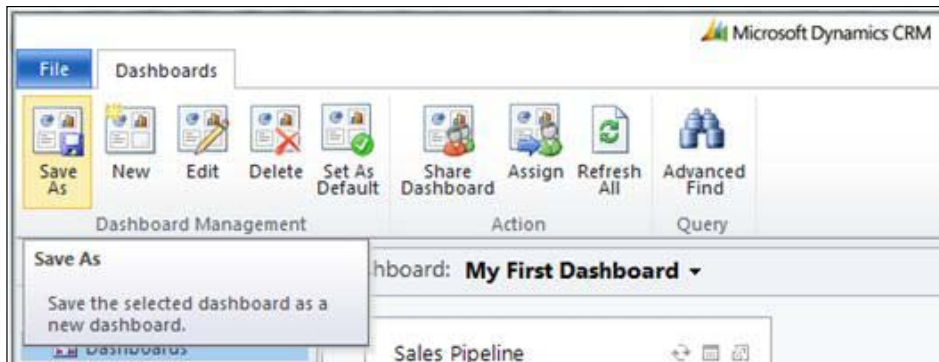 Microsoft Dynamics CRM
File Dashboards
Save As New Edit Delete Set As Default Share Dashboard Assign Refresh All Advanced Find
Dashboard Management Action Query
Save As
hboard: My First Dashboard
Save the selected dashboard as a
new dashboard.
Dashboards
Sales Pipeline